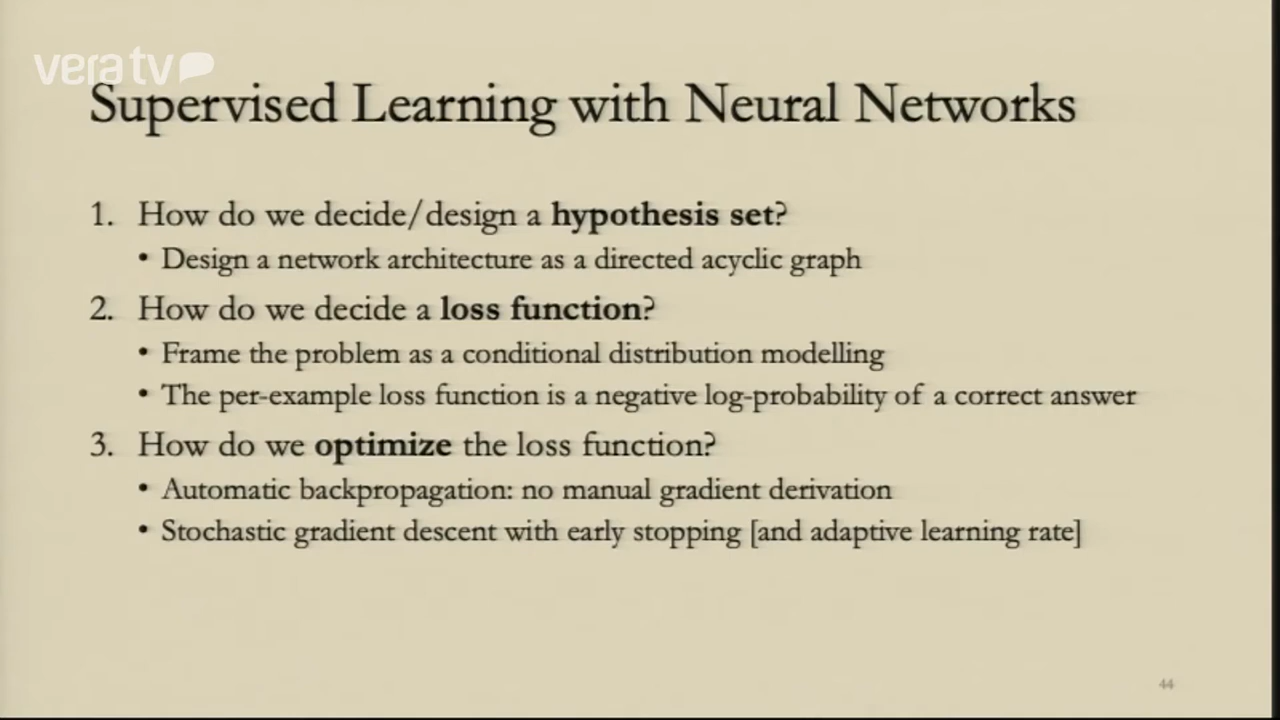 vera tv
Supervised Learning with Neural Networks
1. How do we decide/design a hypothesis set?
• Design a network architecture as a directed acyclic graph
2. How do we decide a loss function?
• Frame the problem as a conditional distribution modelling
• The per-example loss function is a negative log-probability of a correct answer
3. How do we optimize the loss function?
• Automatic backpropagation: no manual gradient derivation
• Stochastic gradient descent with early stopping [and adaptive learning rate]
44